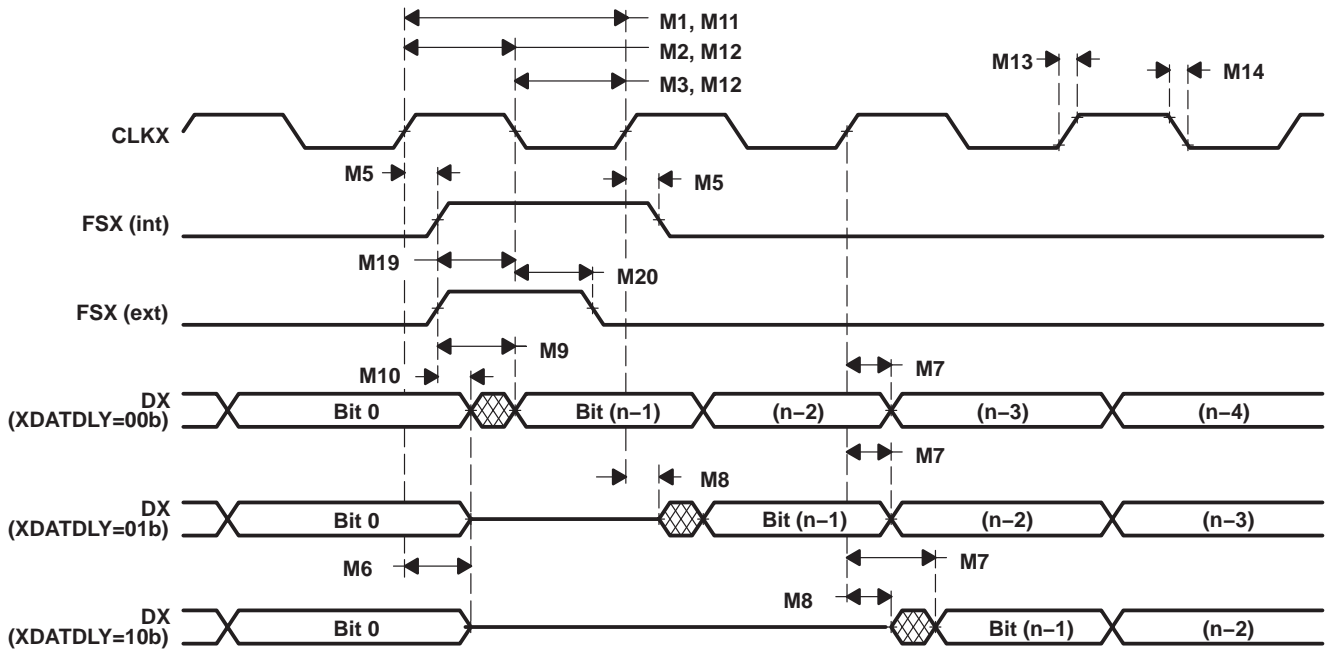 M1, M11
M2, M12
M3, M12
M13
M14
CLKX
M5
M5
FSX (int)
M19
M20
FSX (ext)
M9
M10
M7
DX
(XDATDLY=00b)
Bit 0
Bit (n–1)
(n–2)
(n–3)
(n–4)
M7
M8
DX
(XDATDLY=01b)
Bit 0
Bit (n–1)
(n–2)
(n–3)
M6
M7
M8
DX
(XDATDLY=10b)
Bit 0
Bit (n–1)
(n–2)